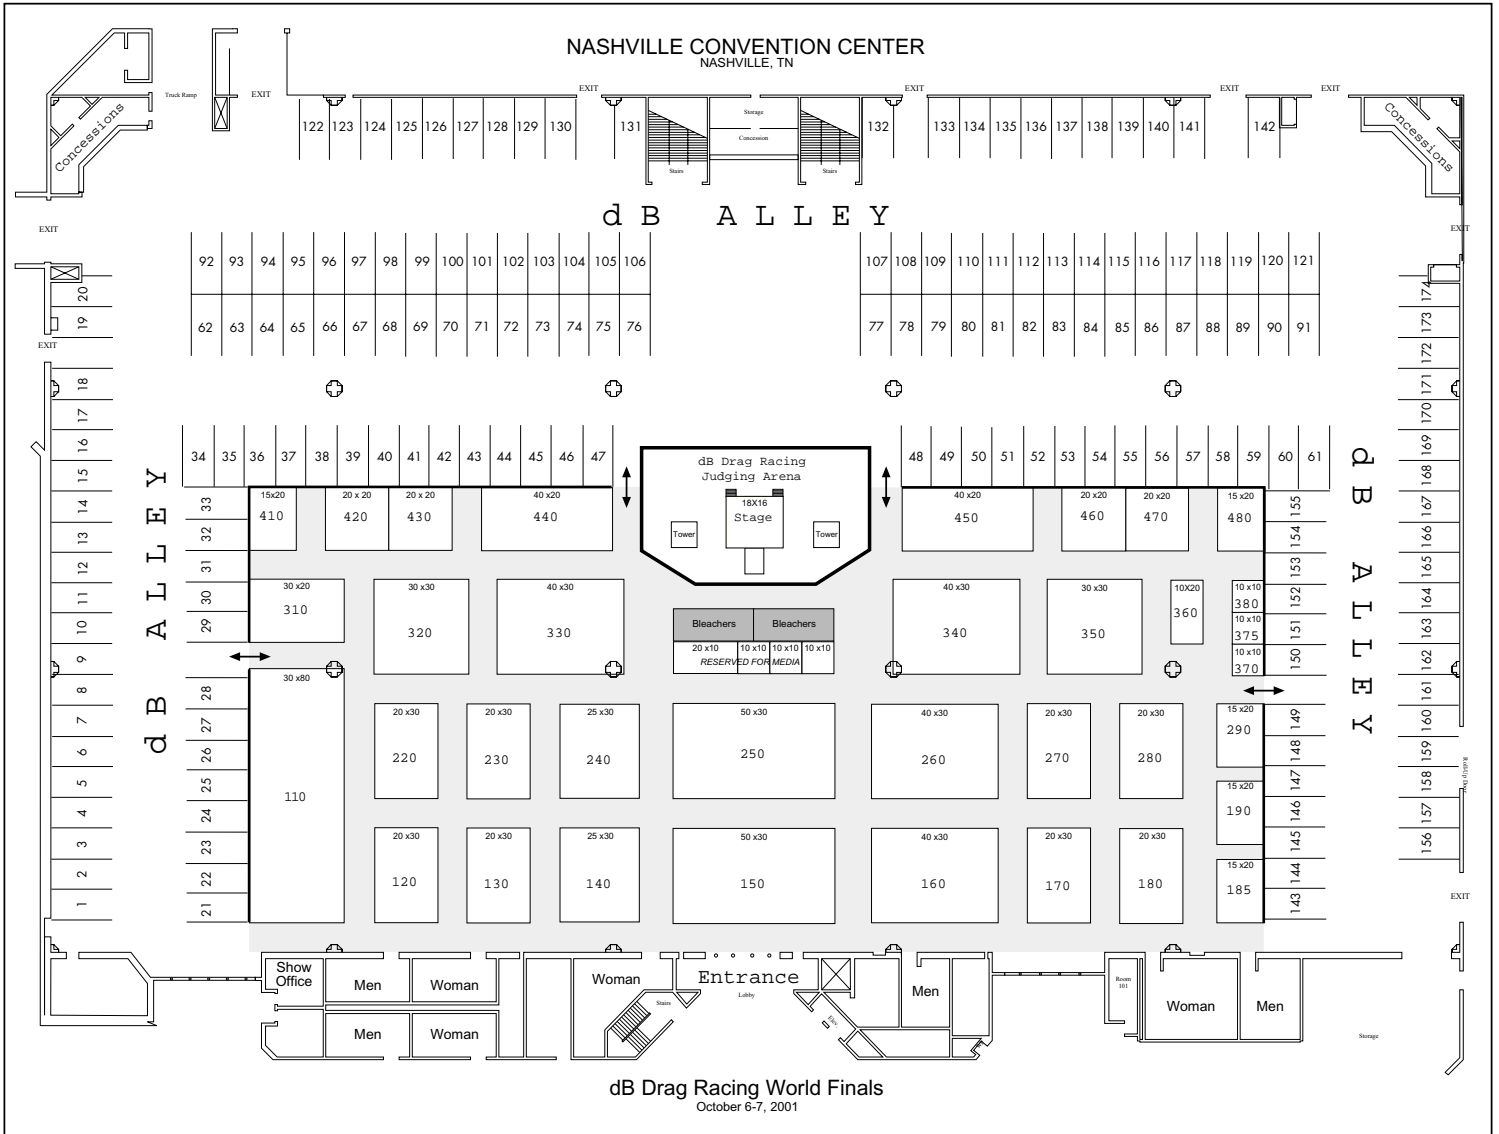 NASHVILLE CONVENTION CENTER
NASHVILLE, TN
Truck Ramp
EXIT
EXIT
EXIT
EXIT
EXIT
Concessions
122 123 124 125 126 127 128 129 130 131
Storage
Concession
Stairs
Stairs
132 133 134 135 136 137 138 139 140 141 142
Concessions
dB ALLEY
EXIT
EXIT
92 93 94 95 96 97 98 99 100 101 102 103 104 105 106
107 108 109 110 111 112 113 114 115 116 117 118 119 120 121
62 63 64 65 66 67 68 69 70 71 72 73 74 75 76
77 78 79 80 81 82 83 84 85 86 87 88 89 90 91
20
19
EXIT
18
17
16
15
14
13
12
11
10
9
8
7
6
5
4
3
2
1
dB ALLEY
34 35 36 37 38 39 40 41 42 43 44 45 46 47
48 49 50 51 52 53 54 55 56 57 58 59 60 61
33
32
31
30
29
28
27
26
25
24
23
22
21
dB Drag Racing
Judging Arena
18X16
Stage
Tower
Tower
15x20
410
20 x 20
420
20 x 20
430
40 x20
440
40 x20
450
20 x20
460
20 x20
470
15 x20
480
30 x20
310
30 x30
320
40 x30
330
Bleachers
Bleachers
20 x10
10 x10
10 x10
10 x10
RESERVED FOR MEDIA
40 x30
340
30 x30
350
10X20
360
10 x10
380
10 x10
375
10 x10
370
30 x80
110
20 x30
220
20 x30
230
25 x30
240
50 x30
250
40 x30
260
20 x30
270
20 x30
280
15 x20
290
15 x20
190
20 x30
120
20 x30
130
25 x30
140
50 x30
150
40 x30
160
20 x30
170
20 x30
180
15 x20
185
155
154
153
152
151
150
149
148
147
146
145
144
143
dB ALLEY
174
173
172
171
170
169
168
167
166
165
164
163
162
161
160
159
158
157
156
Roll-Up Door
EXIT
Show
Office
Men
Woman
Men
Woman
Woman
Stairs
Entrance
Lobby
Elev.
Men
Room
101
Woman
Men
Storage
dB Drag Racing World Finals
October 6-7, 2001